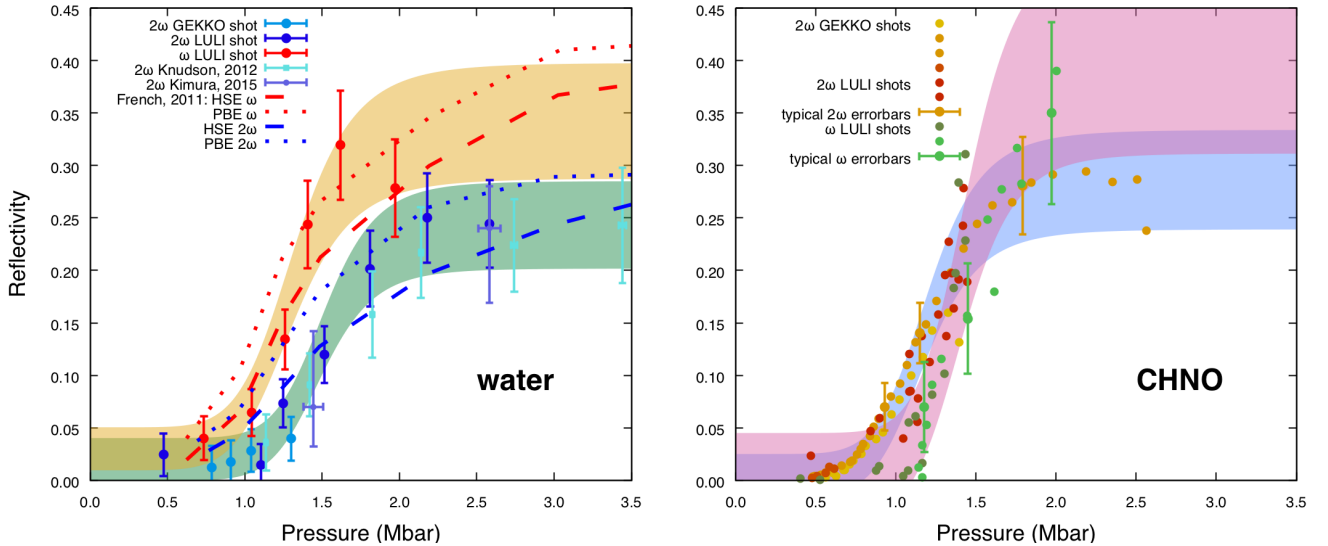 0.45
0.40
0.35
0.30
0.25
0.20
0.15
0.10
0.05
0.00
Reflectivity
2ω GEKKO shot
2ω LULI shot
ω LULI shot
2ω Knudson, 2012
2ω Kimura, 2015
French, 2011: HSE ω
PBE ω
HSE 2ω
PBE 2ω
water
0.0 0.5 1.0 1.5 2.0 2.5 3.0 3.5
Pressure (Mbar)
0.45
0.40
0.35
0.30
0.25
0.20
0.15
0.10
0.05
0.00
2ω GEKKO shots
2ω LULI shots
typical 2ω errorbars
ω LULI shots
typical ω errorbars
CHNO
0.0 0.5 1.0 1.5 2.0 2.5 3.0 3.5
Pressure (Mbar)